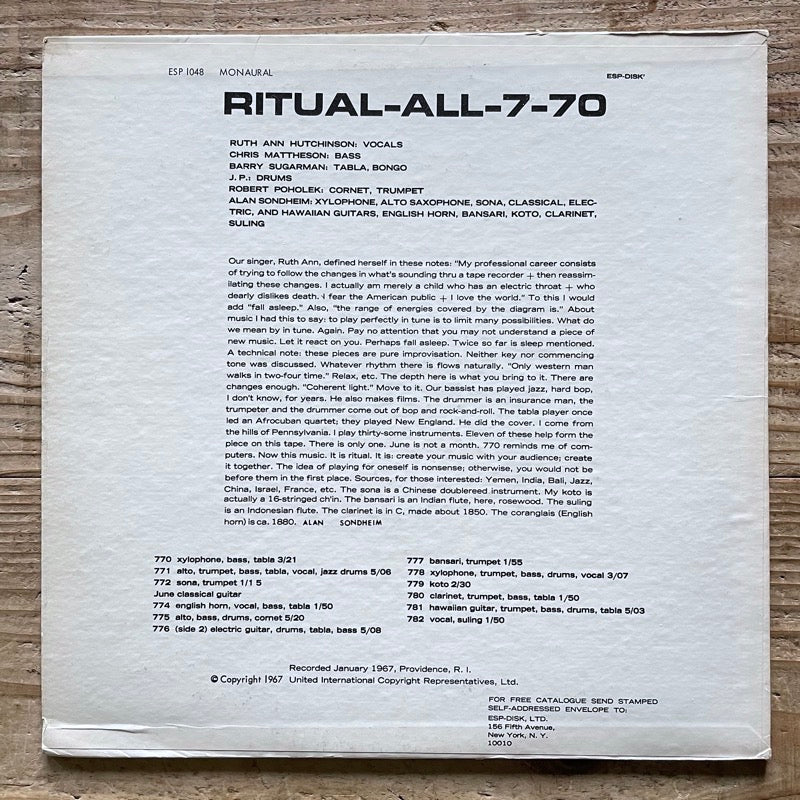 ESP 1048 MONAURAL ESP-DISK'
RITUAL-ALL-7-70
RUTH ANN HUTCHINSON: VOCALS
CHRIS MATTHESON: BASS
BARRY SUGARMAN: TABLA, BONGO
J. P.: DRUMS
ROBERT POHOLEK: CORNET, TRUMPET
ALAN SONDHEIM: XYLOPHONE, ALTO SAXOPHONE, SONA, CLASSICAL, ELEC-
TRIC, AND HAWAIIAN GUITARS, ENGLISH HORN, BANSARI, KOTO, CLARINET,
SULING
Our singer, Ruth Ann, defined herself in these notes: "My professional career consists
of trying to follow the changes in what's sounding thru a tape recorder + then reassim-
ilating these changes. I actually am merely a child who has an electric throat + who
dearly dislikes death. I fear the American public + I love the world." To this I would
add "fall asleep." Also, "the range of energies covered by the diagram is." About
music I had this to say: to play perfectly in tune is to limit many possibilities. What do
we mean by in tune. Again. Pay no attention that you may not understand a piece of
new music. Let it react on you. Perhaps fall asleep. Twice so far is sleep mentioned.
A technical note: these pieces are pure improvisation. Neither key nor commencing
tone was discussed. Whatever rhythm there is flows naturally. "Only western man
walks in two-four time." Relax, etc. The depth here is what you bring to it. There are
changes enough. "Coherent light." Move to it. Our bassist has played jazz, hard bop,
I don't know, for years. He also makes films. The drummer is an insurance man, the
trumpeter and the drummer come out of bop and rock-and-roll. The tabla player once
led an Afrocuban quartet; they played New England. He did the cover. I come from
the hills of Pennsylvania. I play thirty-some instruments. Eleven of these help form the
piece on this tape. There is only one. June is not a month. 770 reminds me of com-
puters. Now this music. It is ritual. It is: create your music with your audience; create
it together. The idea of playing for oneself is nonsense; otherwise, you would not be
before them in the first place. Sources, for those interested: Yemen, India, Bali, Jazz,
China, Israel, France, etc. The sona is a Chinese doublereed instrument. My koto is
actually a 16-stringed ch'in. The bansari is an Indian flute, here, rosewood. The suling
is an Indonesian flute. The clarinet is in C, made about 1850. The coranglais (English
horn) is ca. 1880. ALAN SONDHEIM
770 xylophone, bass, tabla 3/21
771 alto, trumpet, bass, tabla, vocal, jazz drums 5/06
772 sona, trumpet 1/1 5
June classical guitar
774 english horn, vocal, bass, tabla 1/50
775 alto, bass, drums, cornet 5/20
776 (side 2) electric guitar, drums, tabla, bass 5/08
777 bansari, trumpet 1/55
778 xylophone, trumpet, bass, drums, vocal 3/07
779 koto 2/30
780 clarinet, trumpet, bass, tabla 1/50
781 hawaiian guitar, trumpet, bass, drums, tabla 5/03
782 vocal, suling 1/50
Recorded January 1967, Providence, R. I.
© Copyright 1967 United International Copyright Representatives, Ltd.
FOR FREE CATALOGUE SEND STAMPED
SELF-ADDRESSED ENVELOPE TO:
ESP-DISK, LTD.
156 Fifth Avenue,
New York, N. Y.
10010